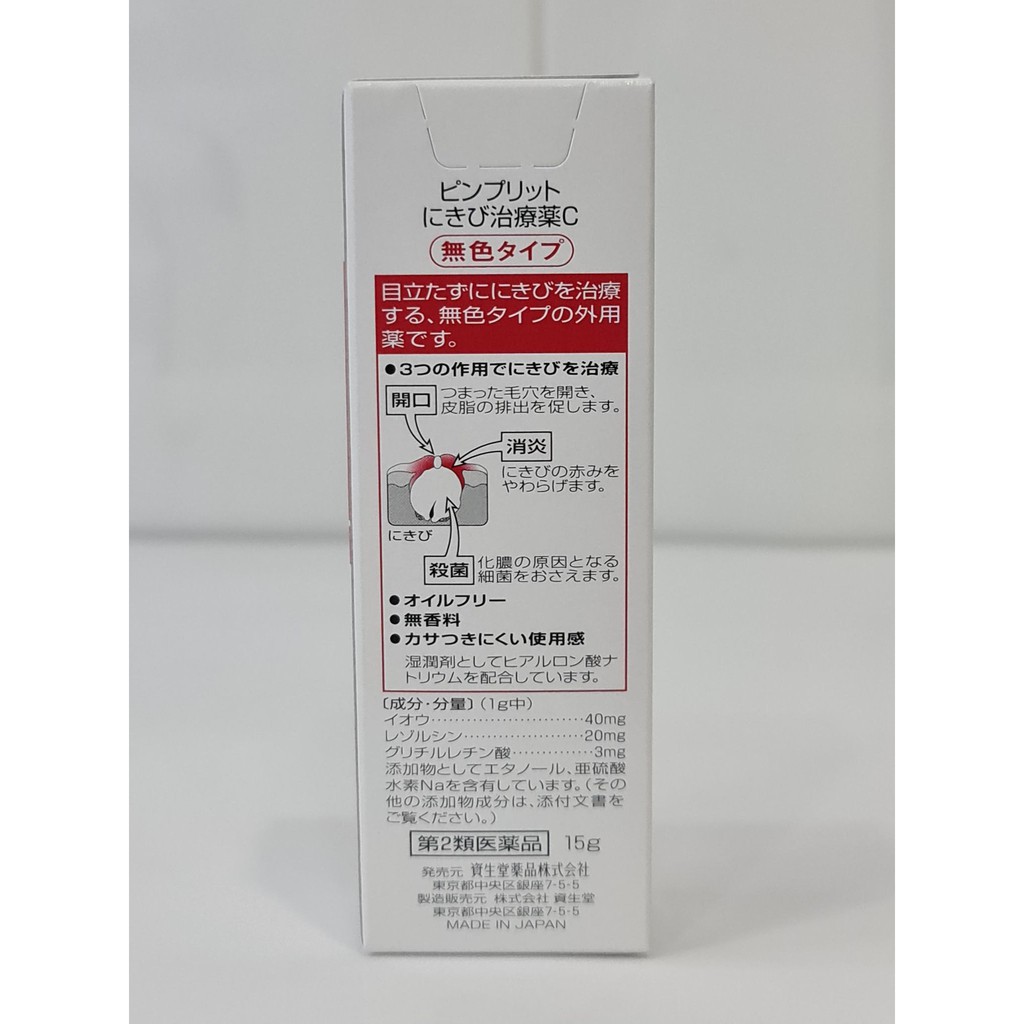 ピンプリット
にきび治療薬C
無色タイプ
目立たずににきびを治療
する、無色タイプの外用
薬です。
●3つの作用でにきびを治療
開口
つまった毛穴を開き、
皮脂の排出を促します。
消炎
にきびの赤みを
やわらげます。
にきび
殺菌
化膿の原因となる
細菌をおさえます。
●オイルフリー
●無香料
●カサつきにくい使用感
湿潤剤としてヒアルロン酸ナ
トリウムを配合しています。
〔成分・分量〕(1g中)
イオウ……………………40mg
レゾルシン…………………20mg
グリチルレチン酸……………3mg
添加物としてエタノール、亜硫酸
水素Naを含有しています。(その
他の添加物成分は、添付文書を
ご覧ください。)
第2類医薬品 15g
発売元 資生堂薬品株式会社
東京都中央区銀座7-5-5
製造販売元 株式会社 資生堂
東京都中央区銀座7-5-5
MADE IN JAPAN